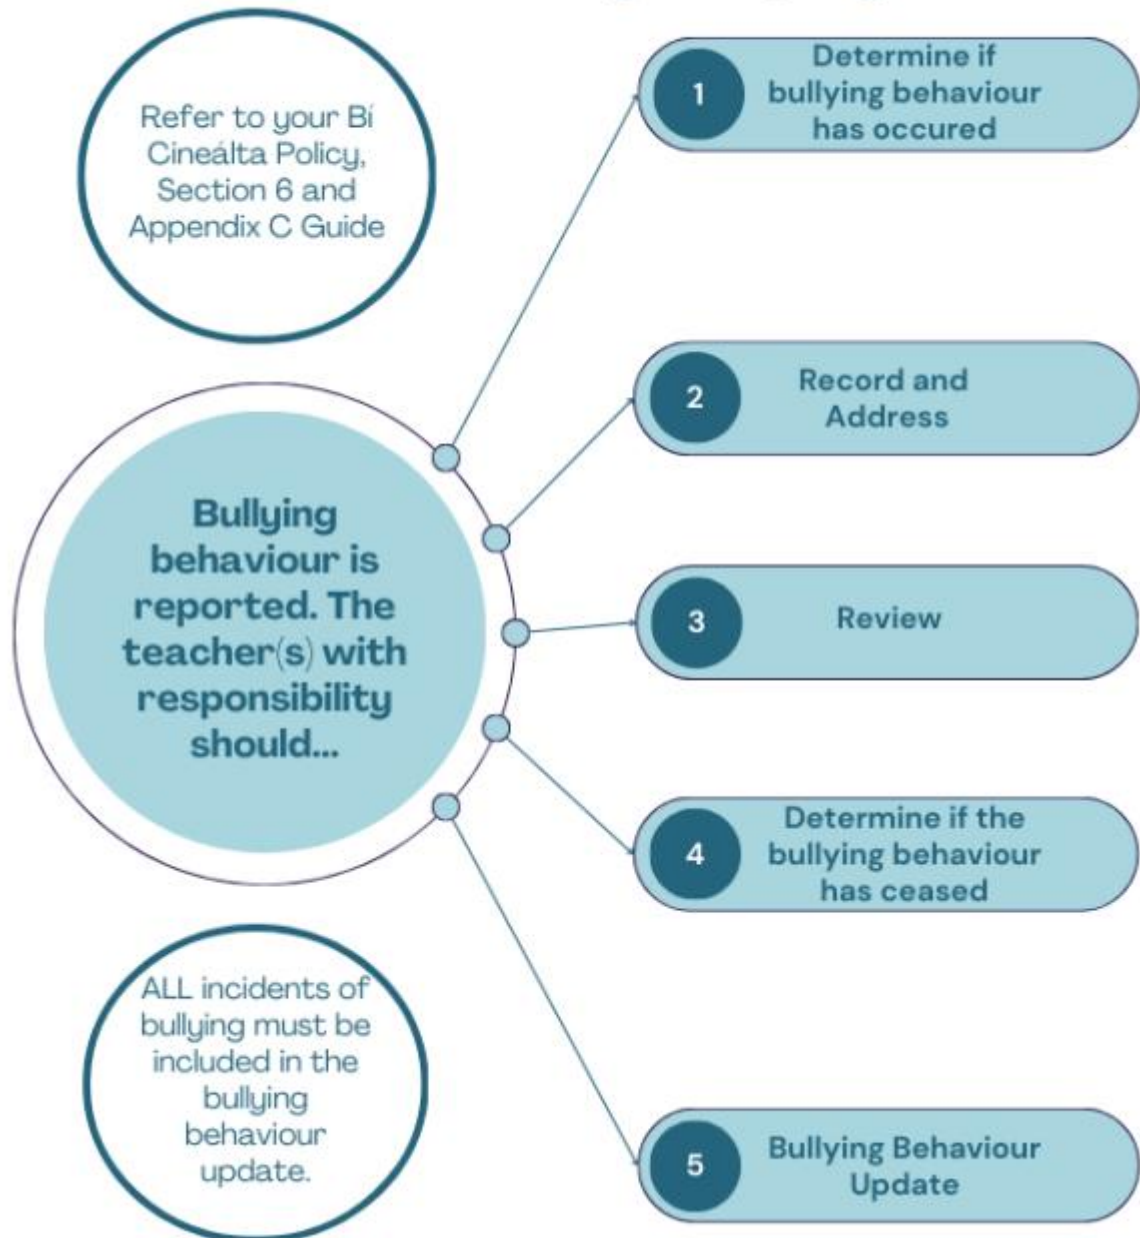 Refer to your Bí
Cineálta Policy,
Section 6 and
Appendix C Guide
Bullying
behaviour is
reported. The
teacher(s) with
responsibility
should...
ALL incidents of
bullying must be
included in the
bullying
behaviour
update.
1
Determine if
bullying behaviour
has occured
2
Record and
Address
3
Review
4
Determine if the
bullying behaviour
has ceased
5
Bullying Behaviour
Update